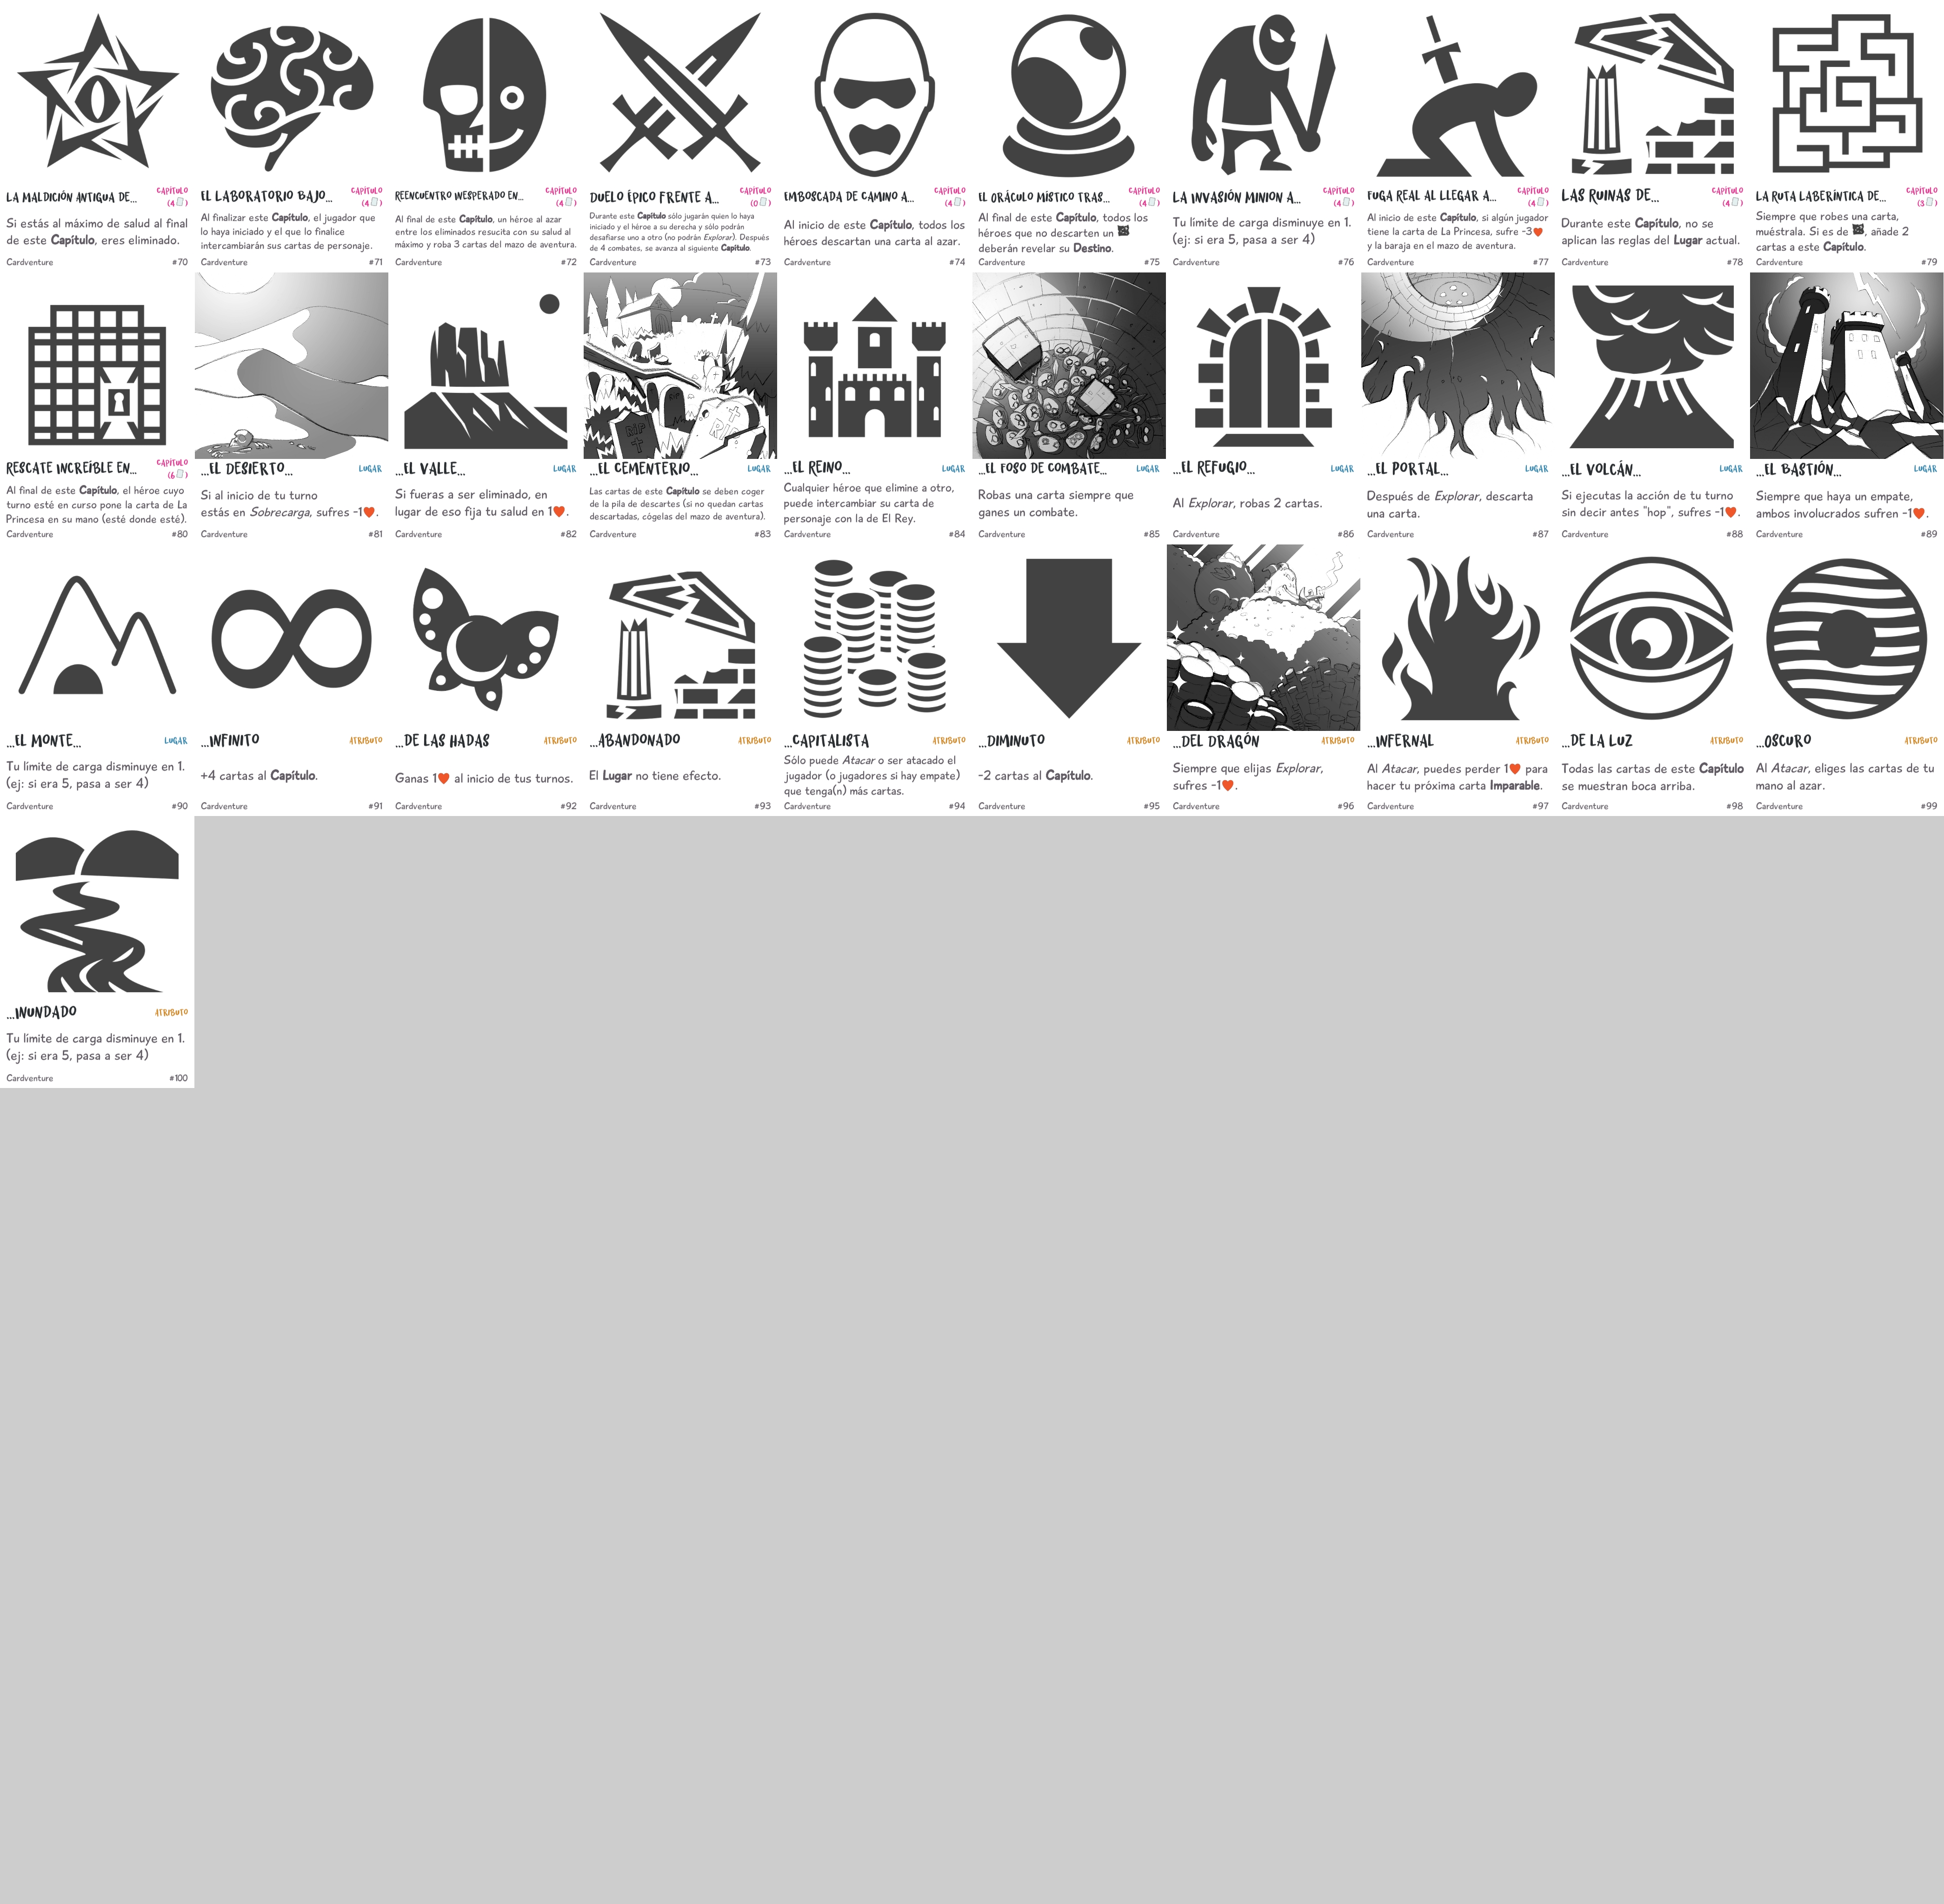 LA MALDICIÓN ANTIGUA DE...
CAPÍTULO
(4)
Si estás al máximo de salud al final
de este Capítulo, eres eliminado.
Cardventure
#70
EL LABORATORIO BAJO...
CAPÍTULO
(4)
Al finalizar este Capítulo, el jugador que
lo haya iniciado y el que lo finalice
intercambiarán sus cartas de personaje.
Cardventure
#71
REENCUENTRO INESPERADO EN...
CAPÍTULO
(4)
Al final de este Capítulo, un héroe al azar
entre los eliminados resucita con su salud al
máximo y roba 3 cartas del mazo de aventura.
Cardventure
#72
DUELO ÉPICO FRENTE A...
CAPÍTULO
(0)
Durante este Capítulo sólo jugarán quien lo haya
iniciado y el héroe a su derecha y sólo podrán
desafiarse uno a otro (no podrán Explorar). Después
de 4 combates, se avanza al siguiente Capítulo.
Cardventure
#73
EMBOSCADA DE CAMINO A...
CAPÍTULO
(4)
Al inicio de este Capítulo, todos los
héroes descartan una carta al azar.
Cardventure
#74
EL ORÁCULO MÍSTICO TRAS...
CAPÍTULO
(4)
Al final de este Capítulo, todos los
héroes que no descarten un
deberán revelar su Destino.
Cardventure
#75
LA INVASIÓN MINION A...
CAPÍTULO
(4)
Tu límite de carga disminuye en 1.
(ej: si era 5, pasa a ser 4)
Cardventure
#76
FUGA REAL AL LLEGAR A...
CAPÍTULO
(4)
Al inicio de este Capítulo, si algún jugador
tiene la carta de La Princesa, sufre -3
y la baraja en el mazo de aventura.
Cardventure
#77
LAS RUINAS DE...
CAPÍTULO
(4)
Durante este Capítulo, no se
aplican las reglas del Lugar actual.
Cardventure
#78
LA RUTA LABERÍNTICA DE...
CAPÍTULO
(3)
Siempre que robes una carta,
muéstrala. Si es de , añade 2
cartas a este Capítulo.
Cardventure
#79
RESCATE INCREÍBLE EN...
CAPÍTULO
(6)
Al final de este Capítulo, el héroe cuyo
turno esté en curso pone la carta de La
Princesa en su mano (esté donde esté).
Cardventure
#80
...EL DESIERTO...
LUGAR
Si al inicio de tu turno
estás en Sobrecarga, sufres -1♥.
Cardventure
#81
...EL VALLE...
LUGAR
Si fueras a ser eliminado, en
lugar de eso fija tu salud en 1♥.
Cardventure
#82
...EL CEMENTERIO...
LUGAR
Las cartas de este Capítulo se deben coger
de la pila de descartes (si no quedan cartas
descartadas, cógelas del mazo de aventura).
Cardventure
#83
...EL REINO...
LUGAR
Cualquier héroe que elimine a otro,
puede intercambiar su carta de
personaje con la de El Rey.
Cardventure
#84
...EL FOSO DE COMBATE...
LUGAR
Robas una carta siempre que
ganes un combate.
Cardventure
#85
...EL REFUGIO...
LUGAR
Al Explorar, robas 2 cartas.
Cardventure
#86
...EL PORTAL...
LUGAR
Después de Explorar, descarta
una carta.
Cardventure
#87
...EL VOLCÁN...
LUGAR
Si ejecutas la acción de tu turno
sin decir antes "hop", sufres -1♥.
Cardventure
#88
...EL BASTIÓN...
LUGAR
Siempre que haya un empate,
ambos involucrados sufren -1♥.
Cardventure
#89
...EL MONTE...
LUGAR
Tu límite de carga disminuye en 1.
(ej: si era 5, pasa a ser 4)
Cardventure
#90
...INFINITO
ATRIBUTO
+4 cartas al Capítulo.
Cardventure
#91
...DE LAS HADAS
ATRIBUTO
Ganas 1♥ al inicio de tus turnos.
Cardventure
#92
...ABANDONADO
ATRIBUTO
El Lugar no tiene efecto.
Cardventure
#93
...CAPITALISTA
ATRIBUTO
Sólo puede Atacar o ser atacado el
jugador (o jugadores si hay empate)
que tenga(n) más cartas.
Cardventure
#94
...DIMINUTO
ATRIBUTO
-2 cartas al Capítulo.
Cardventure
#95
...DEL DRAGÓN
ATRIBUTO
Siempre que elijas Explorar,
sufres -1♥.
Cardventure
#96
...INFERNAL
ATRIBUTO
Al Atacar, puedes perder 1♥ para
hacer tu próxima carta Imparable.
Cardventure
#97
...DE LA LUZ
ATRIBUTO
Todas las cartas de este Capítulo
se muestran boca arriba.
Cardventure
#98
...OSCURO
ATRIBUTO
Al Atacar, eliges las cartas de tu
mano al azar.
Cardventure
#99
...INUNDADO
ATRIBUTO
Tu límite de carga disminuye en 1.
(ej: si era 5, pasa a ser 4)
Cardventure
#100